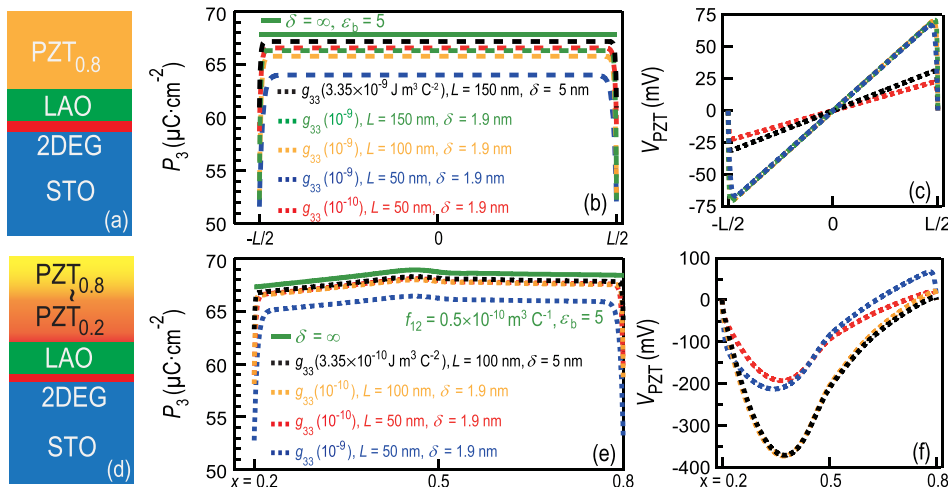 PZT0.8
LAO
2DEG
STO
(a)
P3 (μC·cm-2)
70
65
60
55
50
δ = ∞, εb = 5
g33 (3.35×10-9 J m3 C-2), L = 150 nm, δ = 5 nm
g33 (10-9), L = 150 nm, δ = 1.9 nm
g33 (10-9), L = 100 nm, δ = 1.9 nm
g33 (10-9), L = 50 nm, δ = 1.9 nm
g33 (10-10), L = 50 nm, δ = 1.9 nm
(b)
-L/2 0 L/2
VPZT (mV)
75
50
25
0
-25
-50
-75
(c)
-L/2 0 L/2
PZT0.8
~
PZT0.2
LAO
2DEG
STO
(d)
P3 (μC·cm-2)
70
65
60
55
50
f12 = 0.5×10-10 m3 C-1, εb = 5
δ = ∞
g33 (3.35×10-10 J m3 C-2), L = 100 nm, δ = 5 nm
g33 (10-10), L = 100 nm, δ = 1.9 nm
g33 (10-10), L = 50 nm, δ = 1.9 nm
g33 (10-9), L = 50 nm, δ = 1.9 nm
(e)
x = 0.2 0.5 0.8
VPZT (mV)
0
-100
-200
-300
-400
(f)
x = 0.2 0.5 0.8